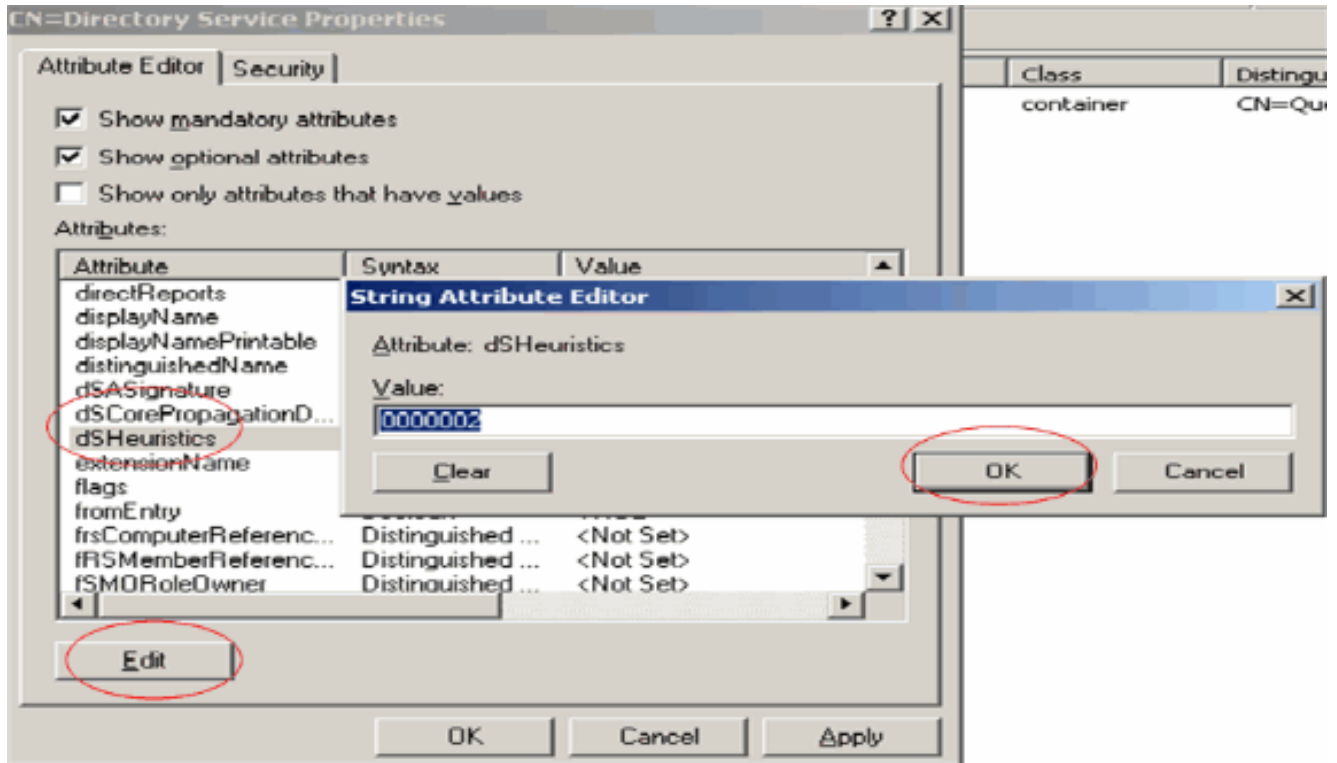 CN=Directory Service Properties
Attribute Editor
Security
Class
Distingu
container
CN=Que
Show mandatory attributes
Show optional attributes
Show only attributes that have values
Attributes:
Attribute
Syntax
Value
directReports
displayName
displayNamePrintable
distinguishedName
dSASignature
dSCorePropagationD...
dSHeuristics
extensionName
flags
fromEntry
String Attribute Editor
Attribute: dSHeuristics
Value:
0000002
Clear
OK
Cancel
frsComputerReferenc... Distinguished ... <Not Set>
fRSMemberReferenc... Distinguished ... <Not Set>
fSMORoleOwner Distinguished ... <Not Set>
Edit
OK
Cancel
Apply